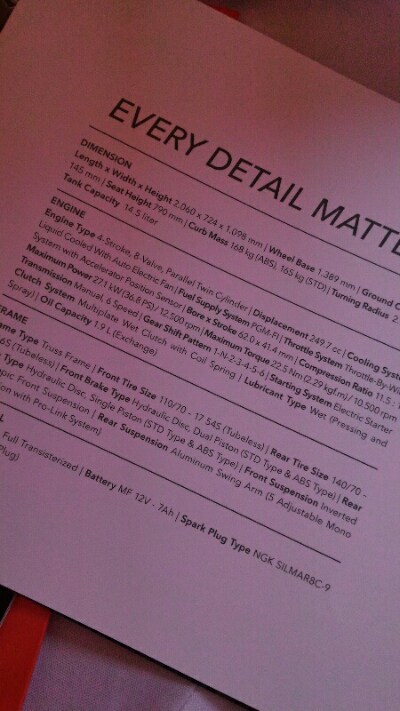 EVERY DETAIL MATTE
DIMENSION
Length x Width x Height 2.060 x 724 x 1.098 mm | Wheel Base 1.389 mm | Ground C
145 mm | Seat Height 790 mm | Curb Mass 168 kg (ABS), 165 kg (STD) | Turning Radius 2
Tank Capacity 14.5 liter
ENGINE
Engine Type 4-Stroke, 8-Valve, Parallel Twin Cylinder | Displacement 249.7 cc | Cooling Syste
Liquid Cooled With Auto Electric Fan | Fuel Supply System PGM-FI | Throttle System Throttle-By-Wi
System with Accelerator Position Sensor | Bore x Stroke 62.0 x 41.4 mm | Compression Ratio 11.5 :
Maximum Power 27.1 kW (36.8 PS) / 12.500 rpm | Maximum Torque 22.5 Nm (2.29 kgf.m) / 10.500 rpm
Transmission Manual, 6 Speed | Gear Shift Pattern 1-N-2-3-4-5-6 | Starting System Electric Starter
Clutch System Multiplate Wet Clutch with Coil Spring | Lubricant Type Wet (Pressing and
Spray) | Oil Capacity 1.9 L (Exchange)
FRAME
ame Type Truss Frame | Front Tire Size 110/70 - 17 54S (Tubeless) | Rear Tire Size 140/70 -
65 (Tubeless) | Front Brake Type Hydraulic Disc, Dual Piston (STD Type & ABS Type) | Rear
Type Hydraulic Disc, Single Piston (STD Type & ABS Type) | Front Suspension Inverted
opic Front Suspension | Rear Suspension Aluminum Swing Arm (5 Adjustable Mono
ion with Pro-Link System)
L
Full Transisterized | Battery MF 12V - 7Ah | Spark Plug Type NGK SILMAR8C-9
Plug)